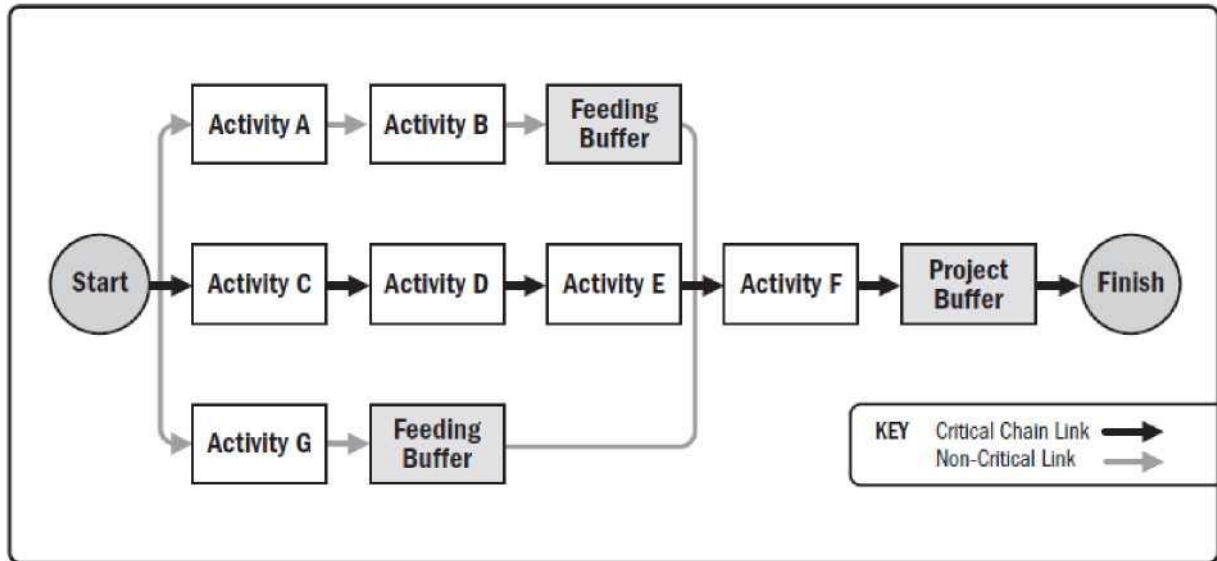 Activity A
Activity B
Feeding
Buffer
Start
Activity C
Activity D
Activity E
Activity F
Project
Buffer
Finish
Activity G
Feeding
Buffer
KEY Critical Chain Link
Non-Critical Link